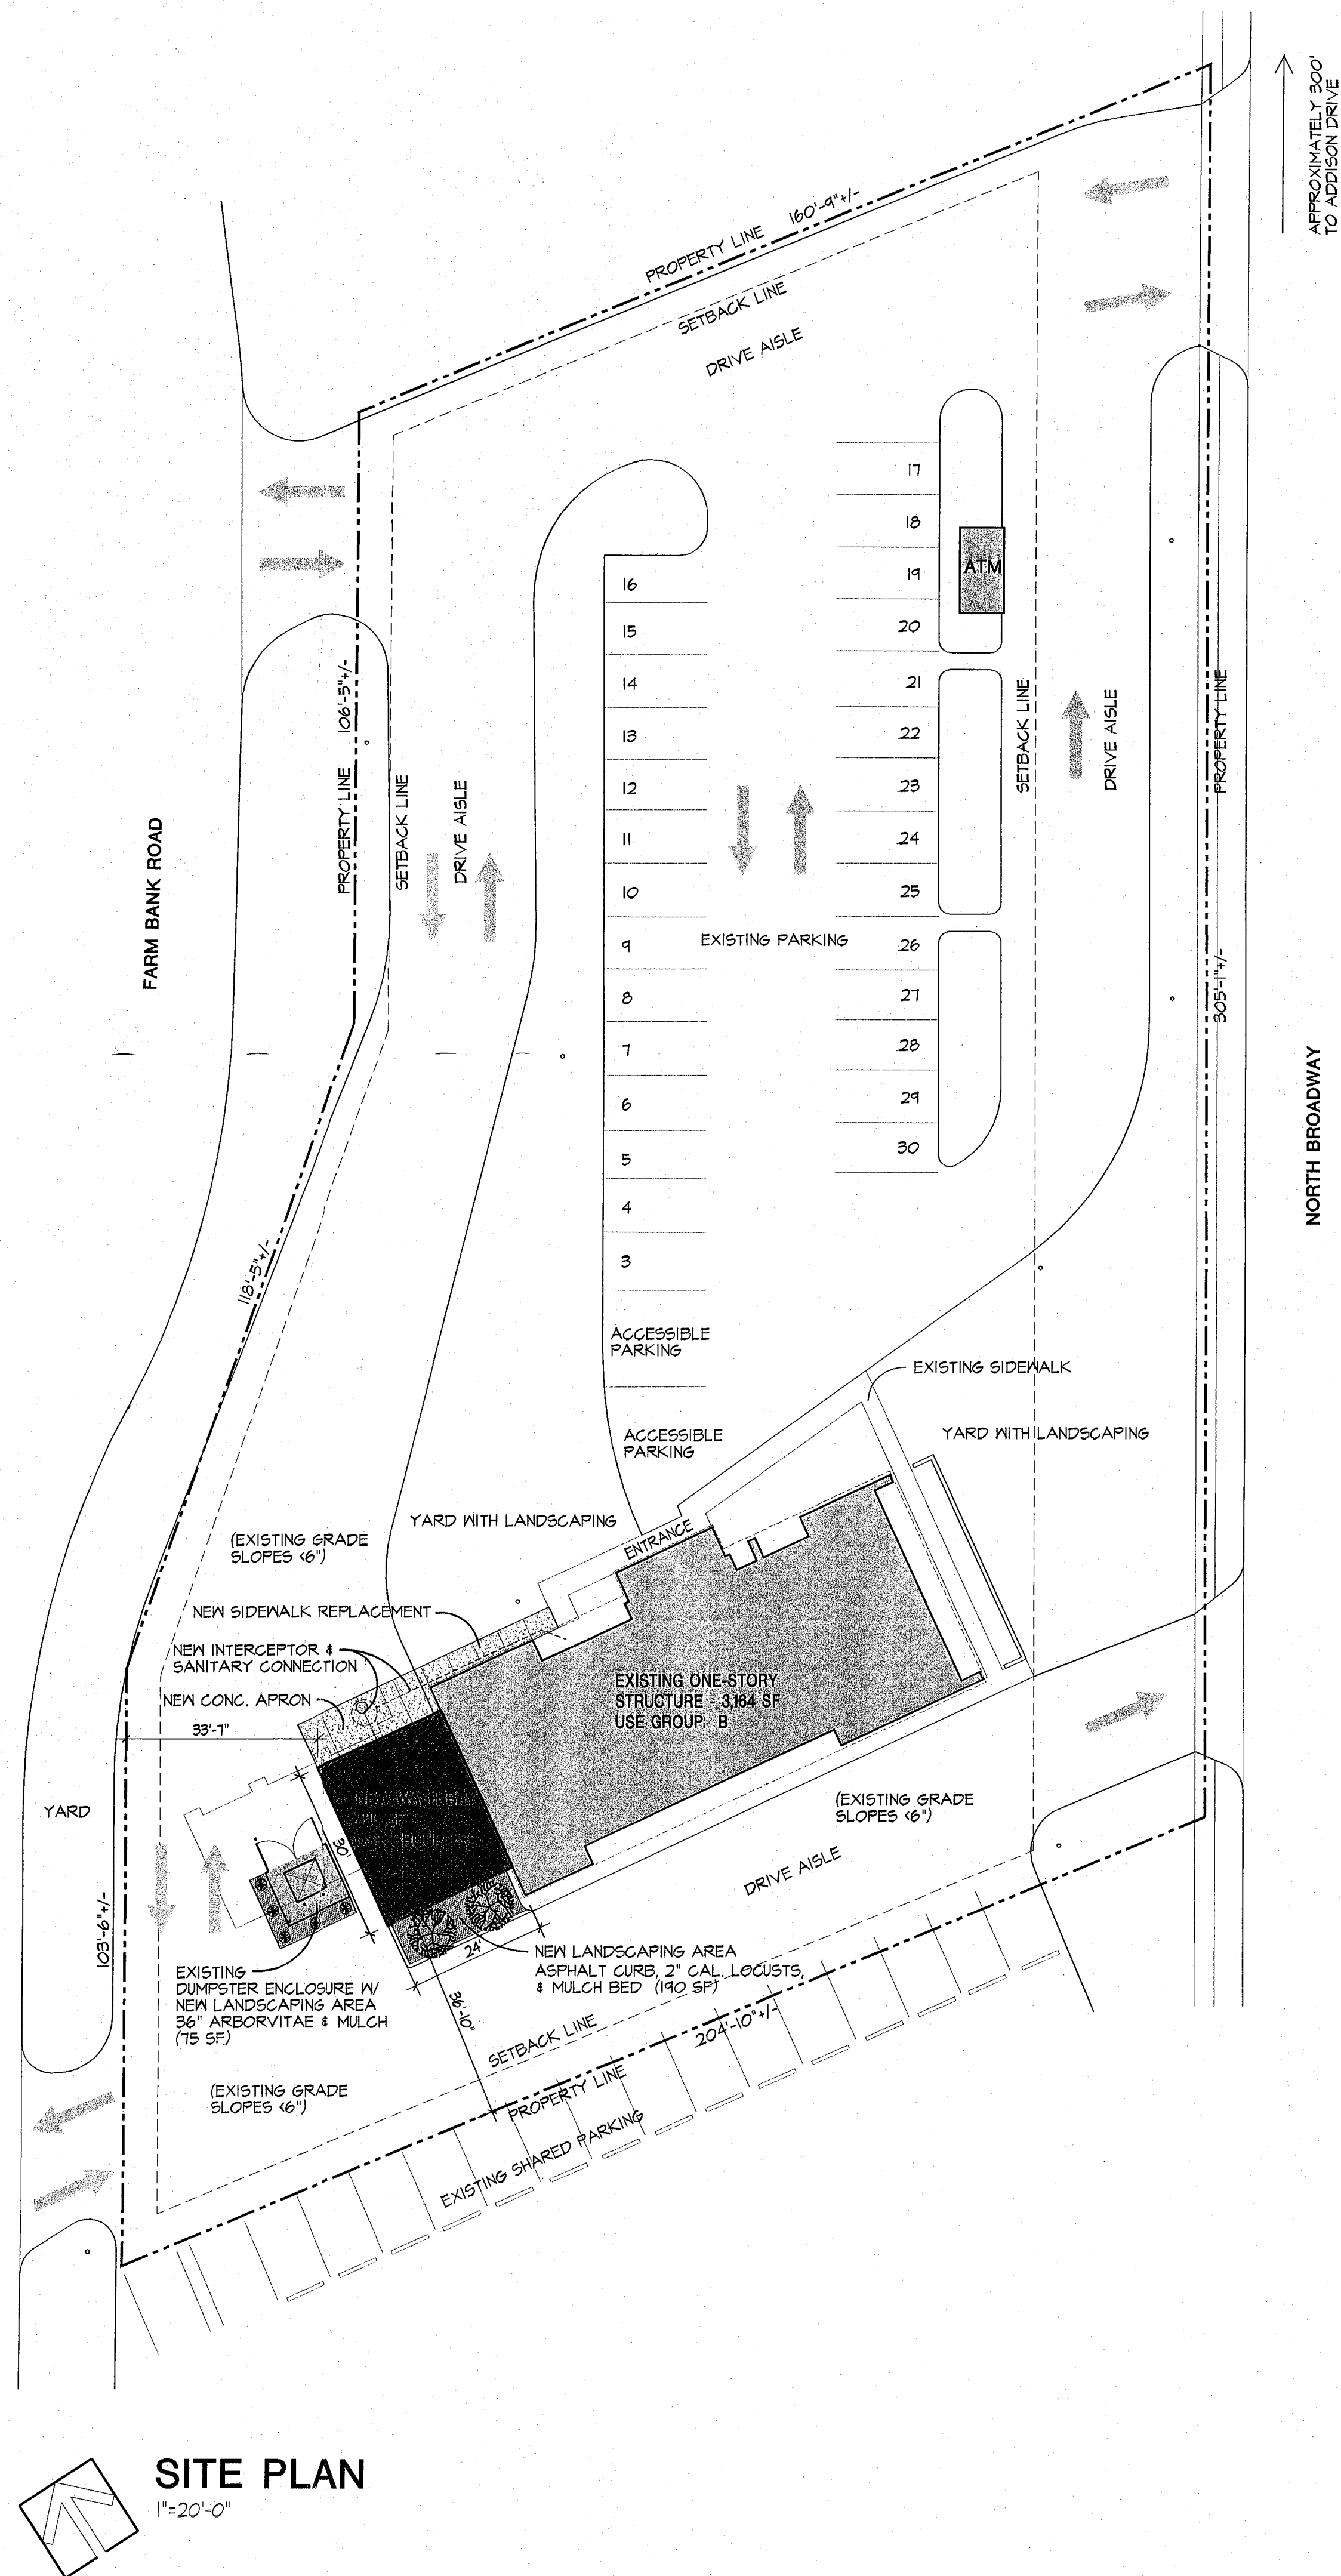 APPROXIMATELY 300'
TO ADDISON DRIVE
PROPERTY LINE 160'-9"+/-
SETBACK LINE
DRIVE AISLE
17
18
19
20
ATM
16
15
14
13
12
11
10
9
8
7
6
5
4
3
21
22
23
24
25
26
27
28
29
30
EXISTING PARKING
FARM BANK ROAD
PROPERTY LINE 106'-5"+/-
SETBACK LINE
DRIVE AISLE
SETBACK LINE
DRIVE AISLE
PROPERTY LINE
305'-1"+/-
NORTH BROADWAY
118'-5"+/-
ACCESSIBLE
PARKING
ACCESSIBLE
PARKING
EXISTING SIDEWALK
YARD WITH LANDSCAPING
YARD WITH LANDSCAPING
ENTRANCE
(EXISTING GRADE
SLOPES <6")
NEW SIDEWALK REPLACEMENT
NEW INTERCEPTOR &
SANITARY CONNECTION
NEW CONC. APRON
33'-7"
EXISTING ONE-STORY
STRUCTURE - 3,164 SF
USE GROUP: B
NEW WASH BAY
SF
USE GROUP:
YARD
30'
24'
36'-10"
103'-6"+/-
(EXISTING GRADE
SLOPES <6")
DRIVE AISLE
NEW LANDSCAPING AREA
ASPHALT CURB, 2" CAL. LOCUSTS,
& MULCH BED (190 SF)
EXISTING
DUMPSTER ENCLOSURE W/
NEW LANDSCAPING AREA
36" ARBORVITAE & MULCH
(75 SF)
SETBACK LINE
204'-10"+/-
PROPERTY LINE
EXISTING SHARED PARKING
(EXISTING GRADE
SLOPES <6")
SITE PLAN
1"=20'-0"